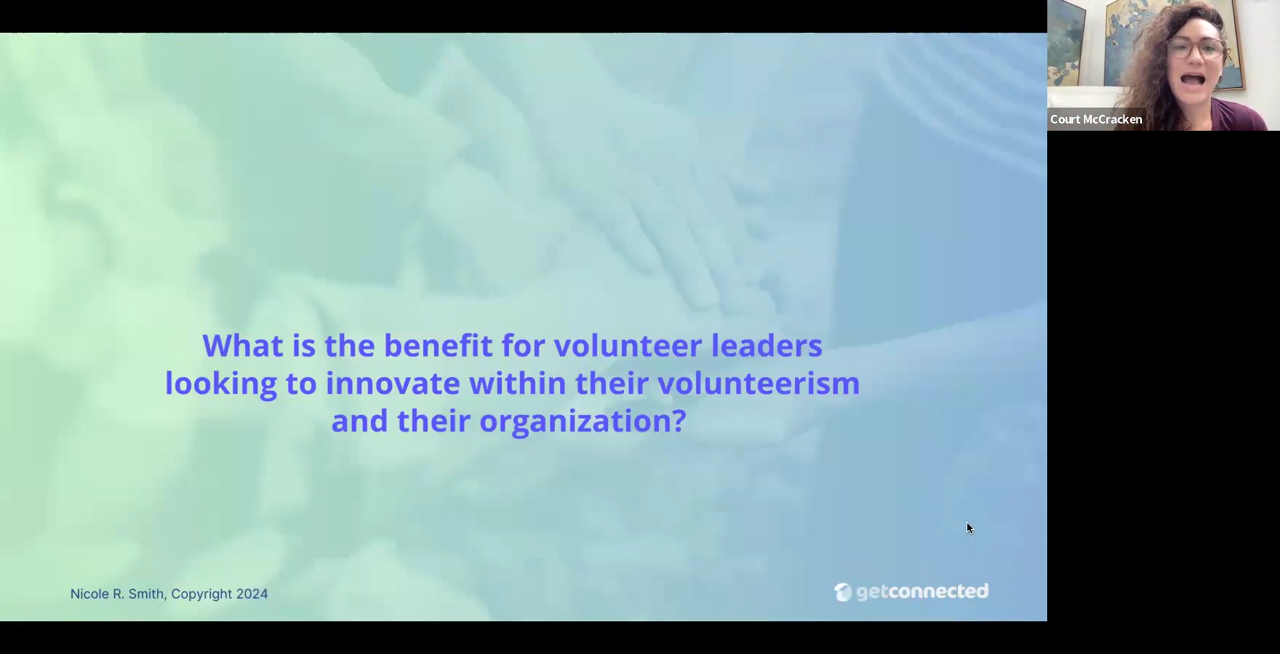 Court McCracken
What is the benefit for volunteer leaders
looking to innovate within their volunteerism
and their organization?
Nicole R. Smith, Copyright 2024
getconnected